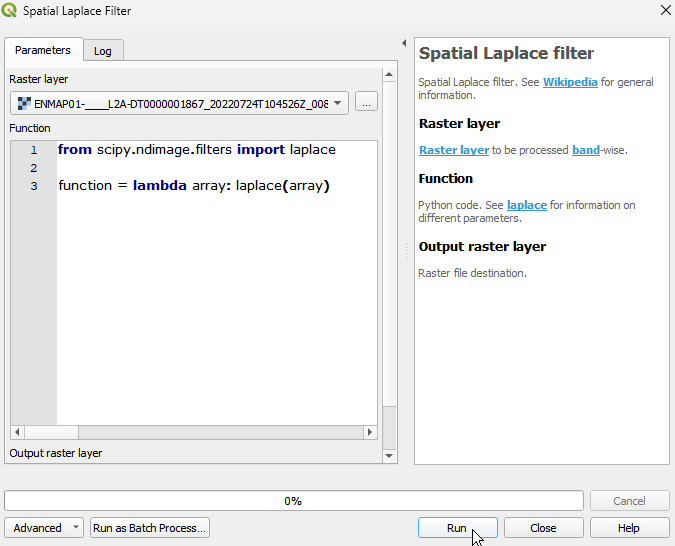 Spatial Laplace Filter
Parameters
Log
Raster layer
ENMAP01-____L2A-DT0000001867_20220724T104526Z_008
...
Function
1 from scipy.ndimage.filters import laplace
2
3 function = lambda array: laplace(array)
Output raster layer
Spatial Laplace filter
Spatial Laplace filter. See Wikipedia for general
information.
Raster layer
Raster layer to be processed band-wise.
Function
Python code. See laplace for information on
different parameters.
Output raster layer
Raster file destination.
0%
Cancel
Advanced
Run as Batch Process...
Run
Close
Help